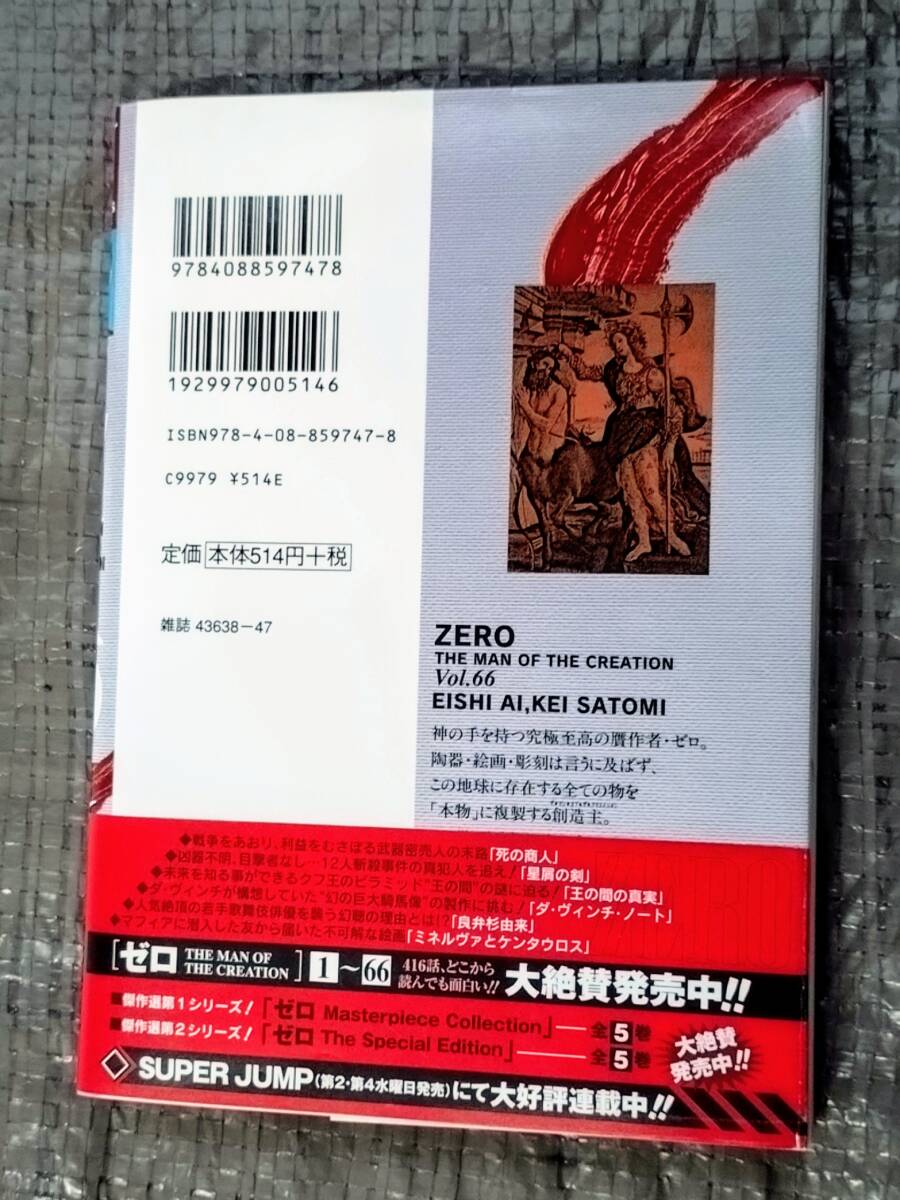 9784088597478
1929979005146
ISBN978-4-08-859747-8
C9979 ¥514E
定価 本体514円+税
雑誌 43638-47
ZERO
THE MAN OF THE CREATION
Vol.66
EISHI AI,KEI SATOMI
神の手を持つ究極至高の贋作者・ゼロ。
陶器・絵画・彫刻は言うに及ばず、
この地球に存在する全ての物を
「本物」に複製する創造主。
◆戦争をあおり、利益をむさぼる武器密売人の末路「死の商人」
◆凶器不明、目撃者なし…12人斬殺事件の真犯人を追え!「星屑の剣」
◆未来を知る事ができるクフ王のピラミッド"王の間"の謎に迫る!「王の間の真実」
◆ダ・ヴィンチが構想していた"幻の巨大騎馬像"の製作に挑む!「ダ・ヴィンチ・ノート」
◆人気絶頂の若手歌舞伎俳優を襲う幻聴の理由とは!?「良弁杉由来」
◆マフィアに潜入した友から届いた不可解な絵画「ミネルヴァとケンタウロス」
[ゼロ THE MAN OF THE CREATION] 1〜66 416話、どこから読んでも面白い!! 大絶賛発売中!!
■傑作選第1シリーズ!「ゼロ Masterpiece Collection」― 全5巻
■傑作選第2シリーズ!「ゼロ The Special Edition」― 全5巻
大絶賛発売中!!
SUPER JUMP(第2・第4水曜日発売)にて大好評連載中!!